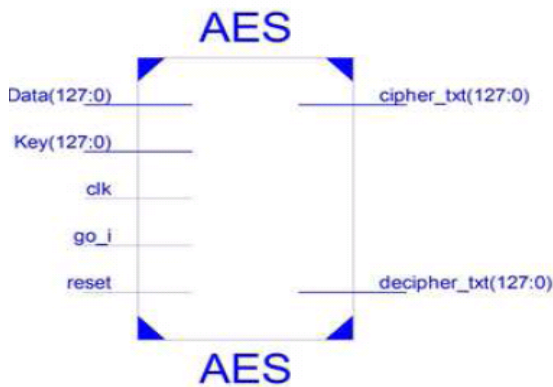 AES
Data(127:0)
cipher_txt(127:0)
Key(127:0)
clk
go_i
reset
decipher_txt(127:0)
AES